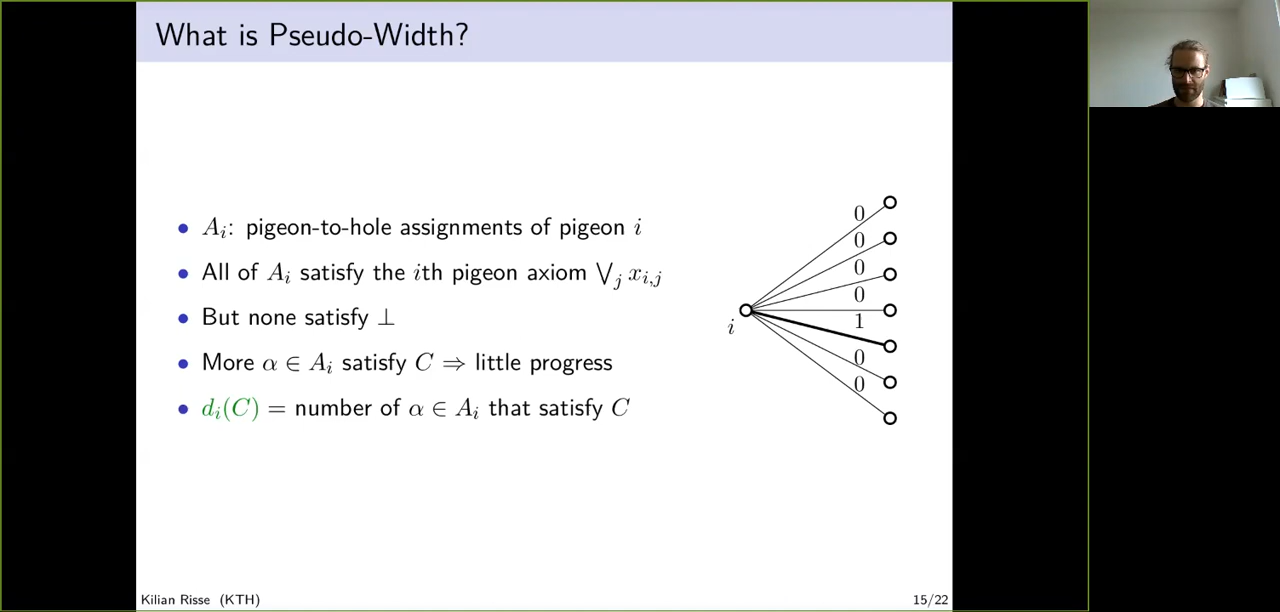 What is Pseudo-Width?
• A_i: pigeon-to-hole assignments of pigeon i
• All of A_i satisfy the ith pigeon axiom ⋁_j x_{i,j}
• But none satisfy ⊥
• More α ∈ A_i satisfy C ⇒ little progress
• d_i(C) = number of α ∈ A_i that satisfy C
0
0
0
0
1
0
0
i
Kilian Risse (KTH)
15/22